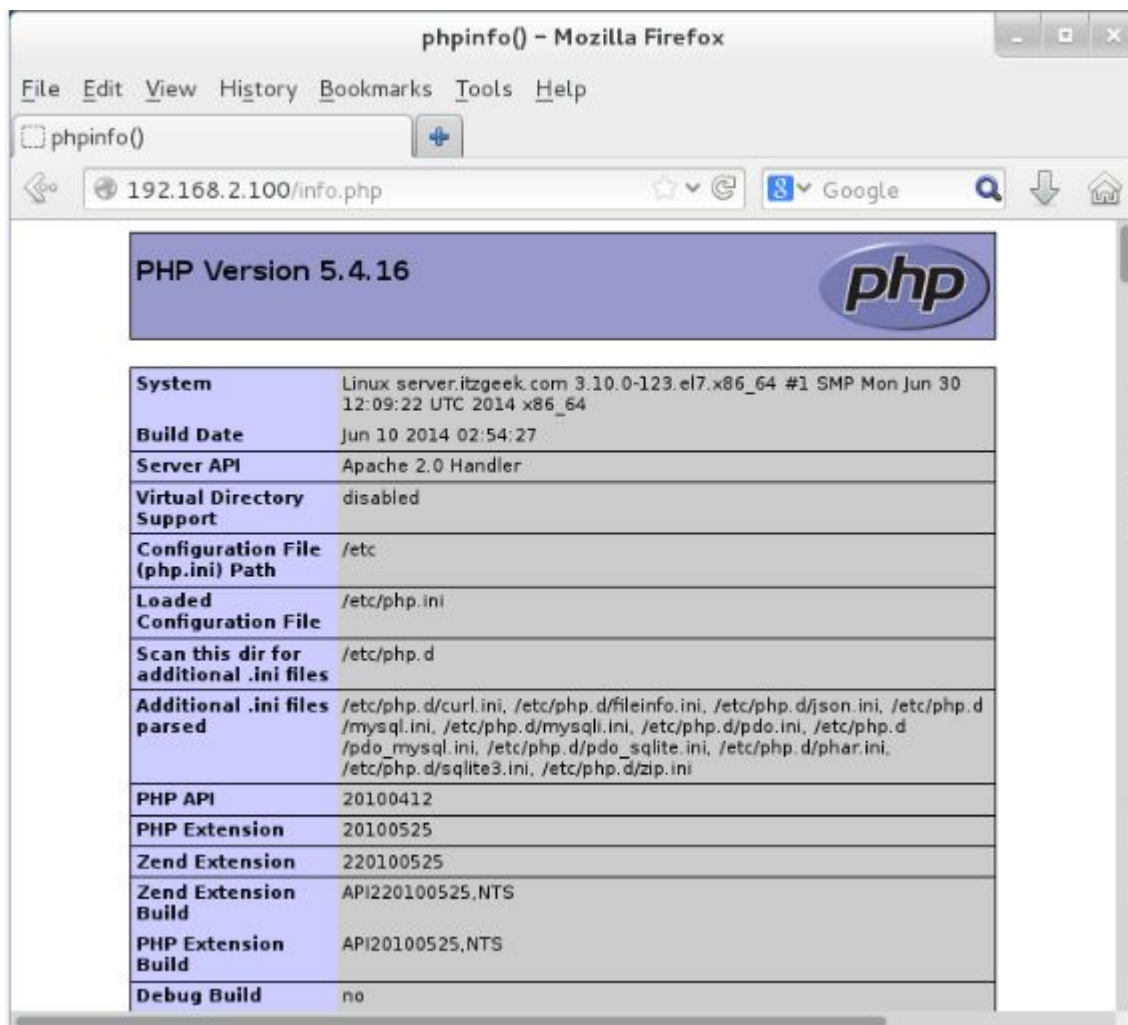 phpinfo() – Mozilla Firefox
File Edit View History Bookmarks Tools Help
phpinfo()
192.168.2.100/info.php
8 Google
PHP Version 5.4.16
php
System
Linux server.itzgeek.com 3.10.0-123.el7.x86_64 #1 SMP Mon Jun 30
12:09:22 UTC 2014 x86_64
Build Date
Jun 10 2014 02:54:27
Server API
Apache 2.0 Handler
Virtual Directory
Support
disabled
Configuration File
(php.ini) Path
/etc
Loaded
Configuration File
/etc/php.ini
Scan this dir for
additional .ini files
/etc/php.d
Additional .ini files
parsed
/etc/php.d/curl.ini, /etc/php.d/fileinfo.ini, /etc/php.d/json.ini, /etc/php.d
/mysql.ini, /etc/php.d/mysqli.ini, /etc/php.d/pdo.ini, /etc/php.d
/pdo_mysql.ini, /etc/php.d/pdo_sqlite.ini, /etc/php.d/phar.ini,
/etc/php.d/sqlite3.ini, /etc/php.d/zip.ini
PHP API
20100412
PHP Extension
20100525
Zend Extension
220100525
Zend Extension
Build
API220100525,NTS
PHP Extension
Build
API20100525,NTS
Debug Build
no